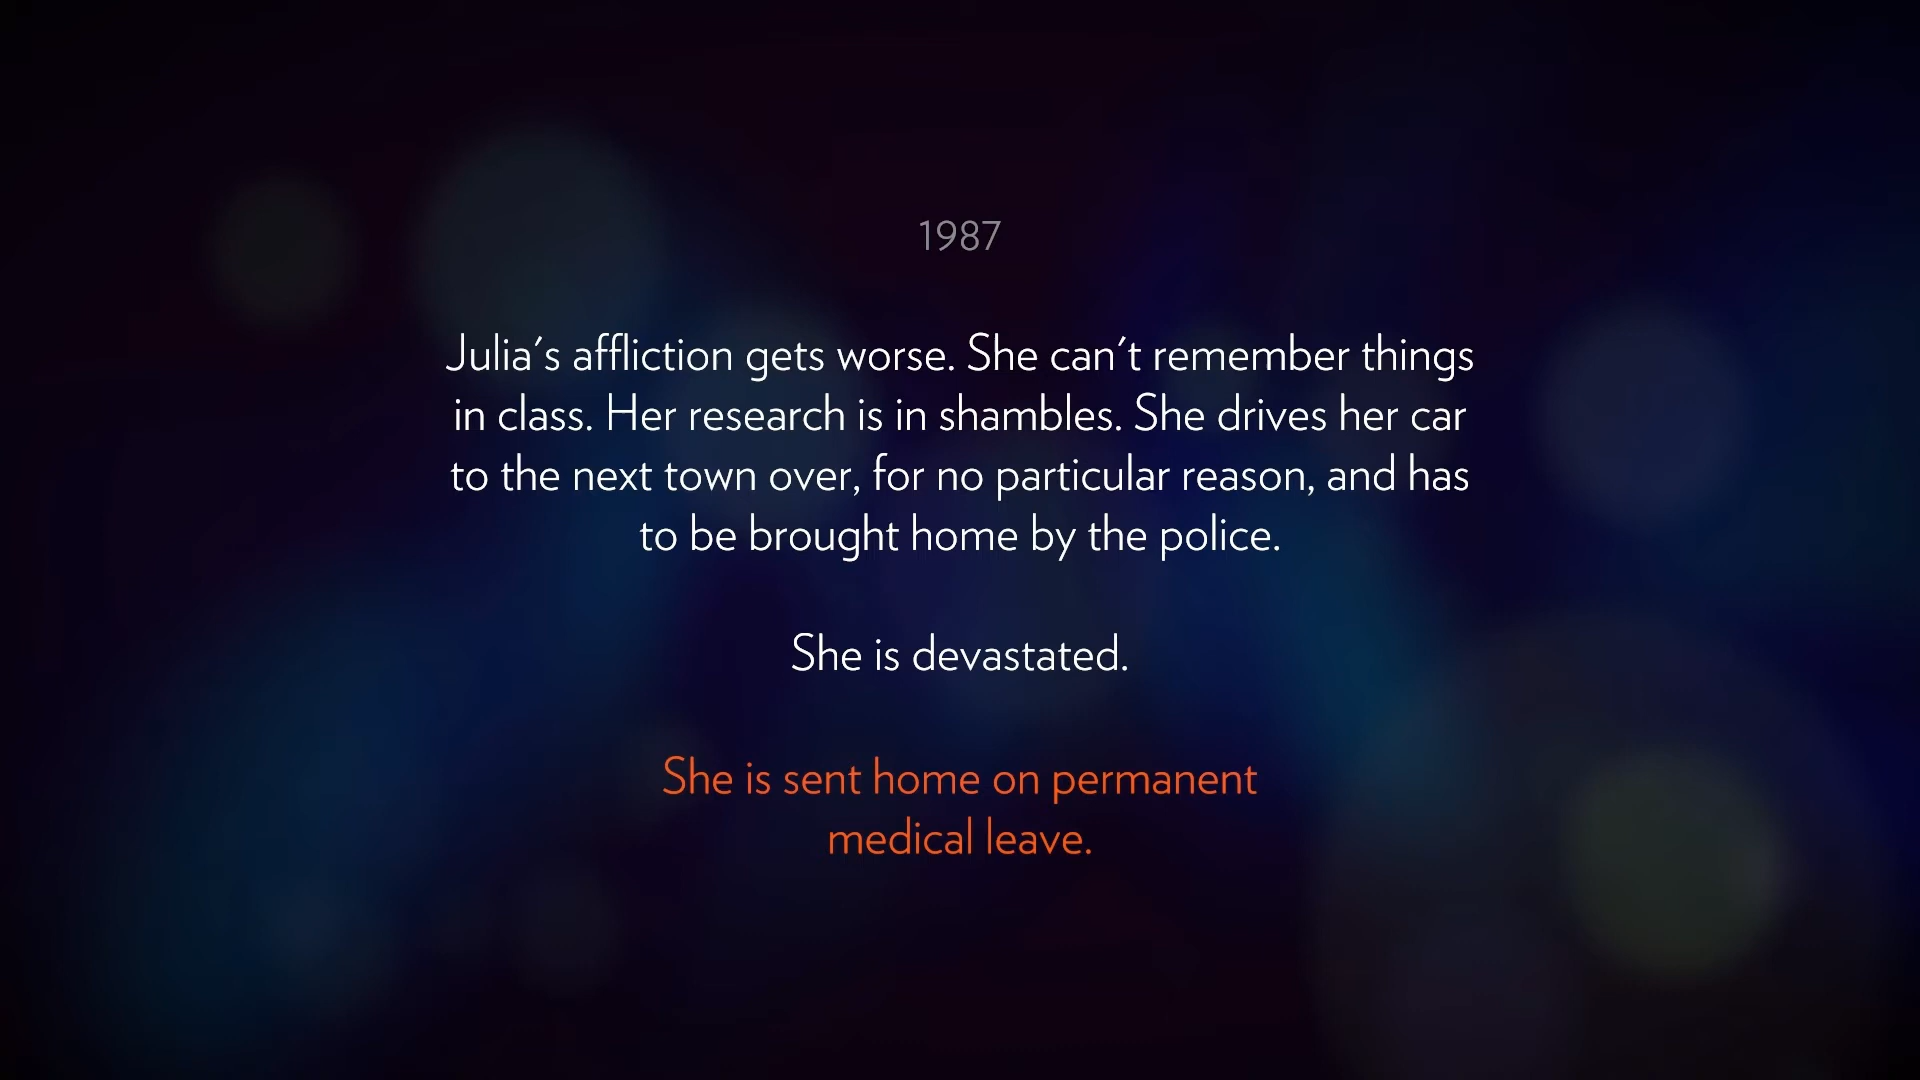 1987
Julia's affliction gets worse. She can't remember things
in class. Her research is in shambles. She drives her car
to the next town over, for no particular reason, and has
to be brought home by the police.
She is devastated.
She is sent home on permanent
medical leave.